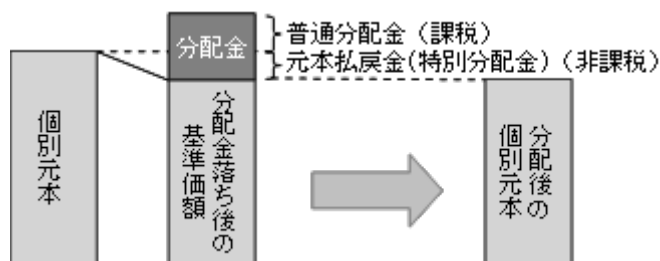 分配金
普通分配金（課税）
元本払戻金(特別分配金)（非課税）
個別元本
分配金落ち後の
基準価額
分配後の
個別元本